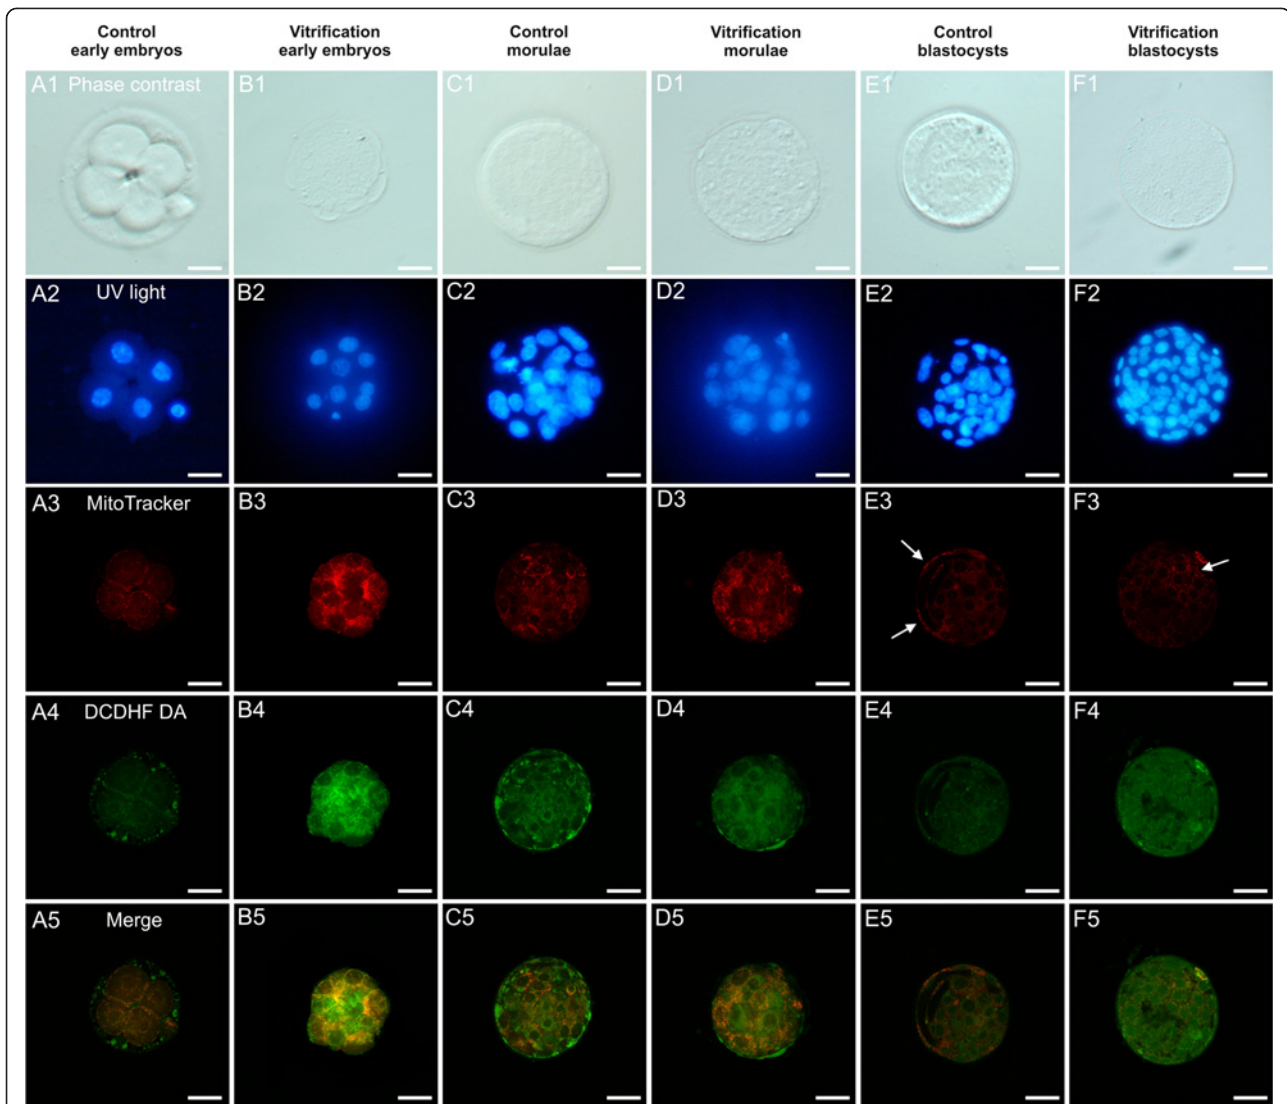 Control
early embryos
Vitrification
early embryos
Control
morulae
Vitrification
morulae
Control
blastocysts
Vitrification
blastocysts
A1 Phase contrast
B1
C1
D1
E1
F1
A2 UV light
B2
C2
D2
E2
F2
A3 MitoTracker
B3
C3
D3
E3
F3
A4 DCDHF DA
B4
C4
D4
E4
F4
A5 Merge
B5
C5
D5
E5
F5